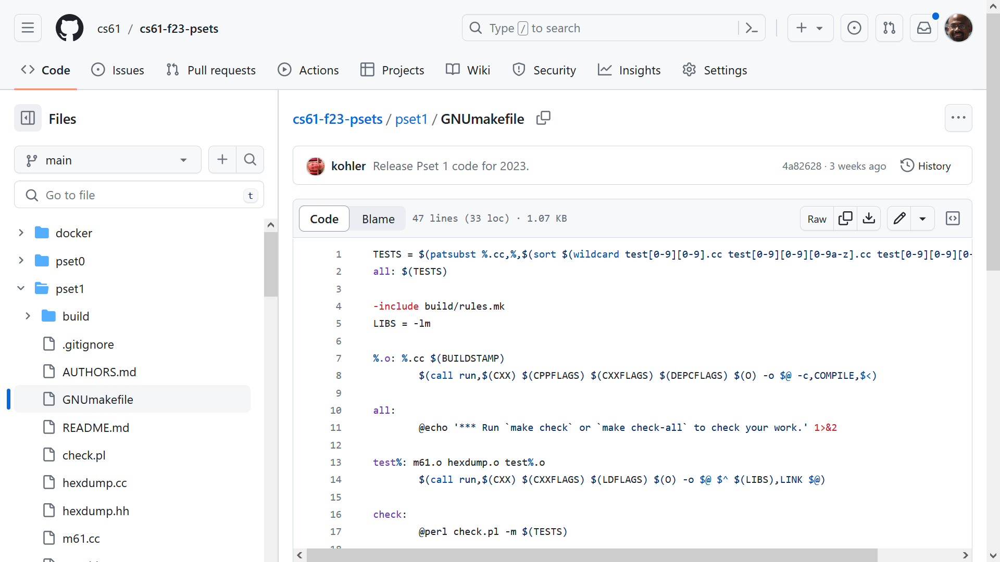 cs61 / cs61-f23-psets
Type / to search
Code
Issues
Pull requests
Actions
Projects
Wiki
Security
Insights
Settings
Files
main
Go to file
t
docker
pset0
pset1
build
.gitignore
AUTHORS.md
GNUmakefile
README.md
check.pl
hexdump.cc
hexdump.hh
m61.cc
cs61-f23-psets / pset1 / GNUmakefile
kohler Release Pset 1 code for 2023.
4a82628 · 3 weeks ago
History
Code
Blame
47 lines (33 loc) · 1.07 KB
Raw
1 TESTS = $(patsubst %.cc,%,$(sort $(wildcard test[0-9][0-9].cc test[0-9][0-9][0-9a-z].cc test[0-9][0-9][0-
2 all: $(TESTS)
3
4 -include build/rules.mk
5 LIBS = -lm
6
7 %.o: %.cc $(BUILDSTAMP)
8 $(call run,$(CXX) $(CPPFLAGS) $(CXXFLAGS) $(DEPCFLAGS) $(O) -o $@ -c,COMPILE,$<)
9
10 all:
11 @echo '*** Run `make check` or `make check-all` to check your work.' 1>&2
12
13 test%: m61.o hexdump.o test%.o
14 $(call run,$(CXX) $(CXXFLAGS) $(LDFLAGS) $(O) -o $@ $^ $(LIBS),LINK $@)
15
16 check:
17 @perl check.pl -m $(TESTS)
18